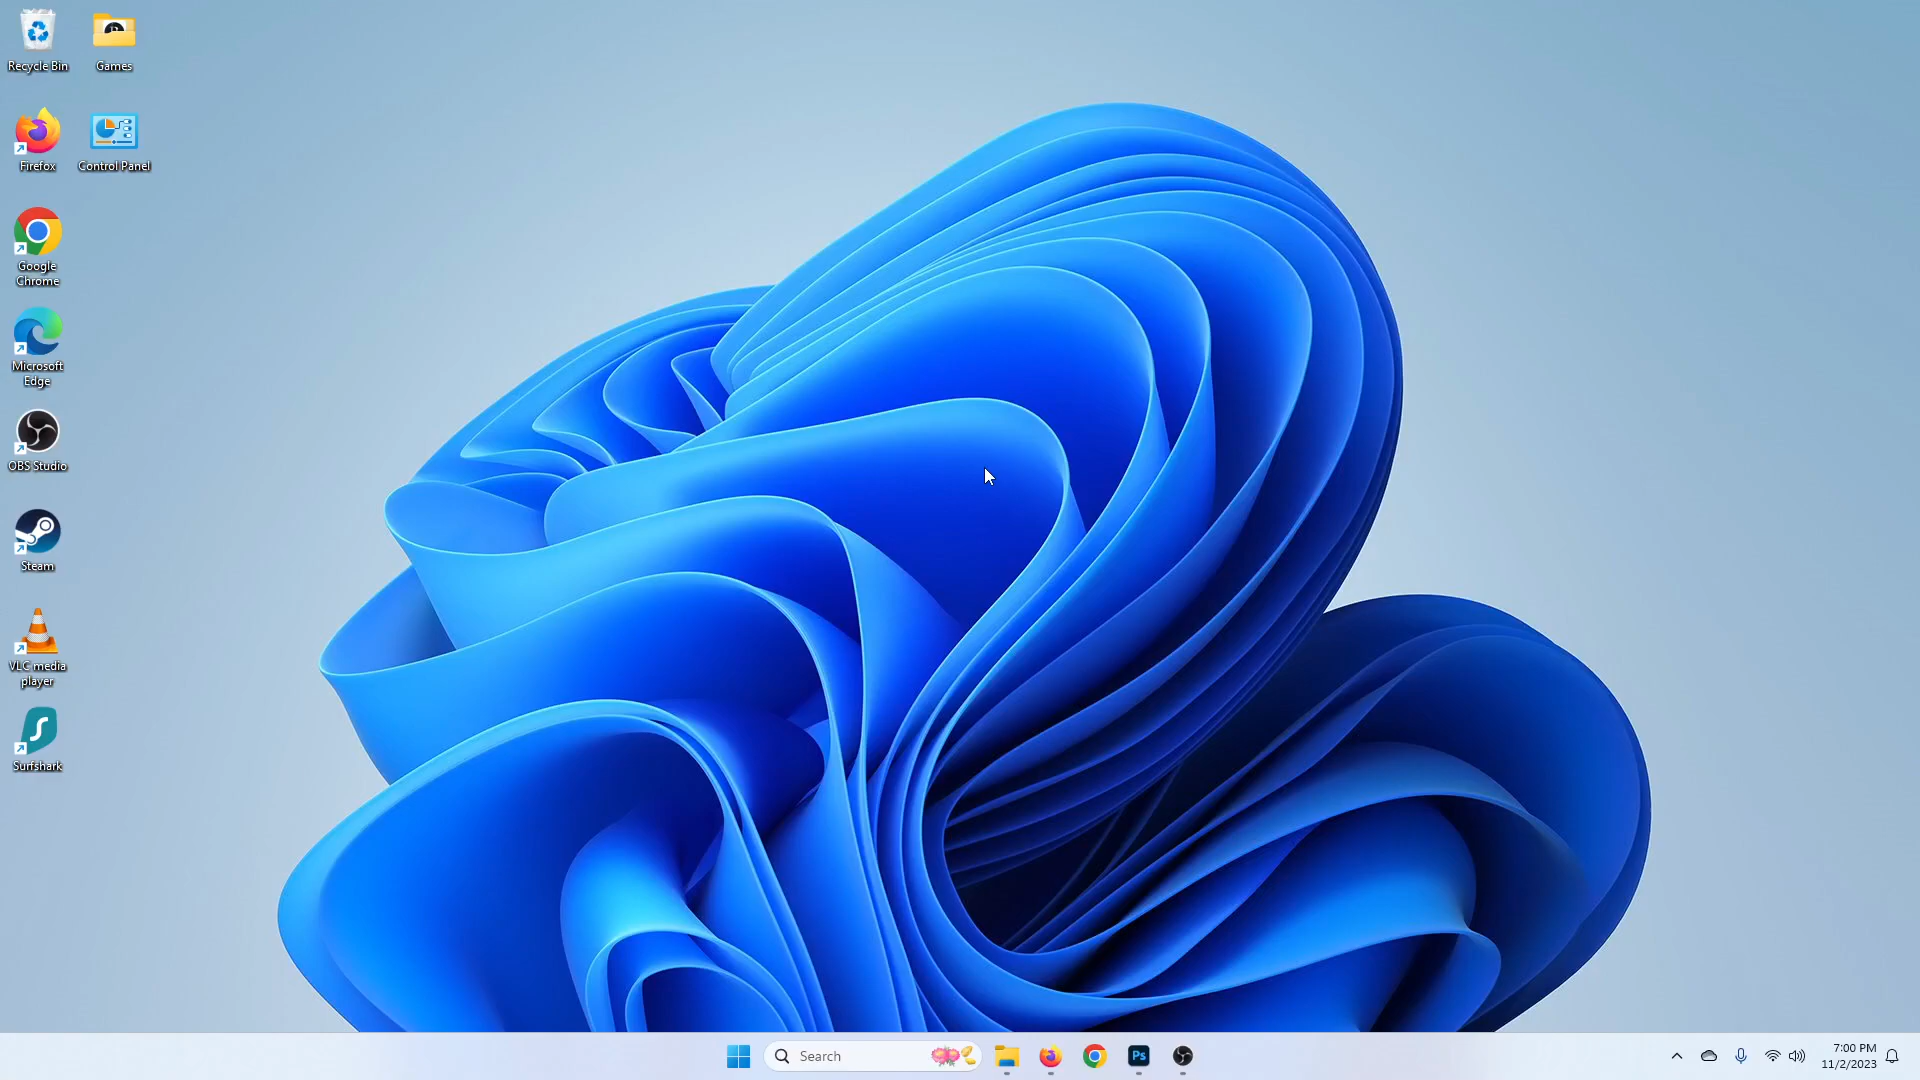 Recycle Bin
Games
Firefox
Control Panel
Google
Chrome
Microsoft
Edge
OBS Studio
Steam
VLC media
player
Surfshark
Search
Ps
7:00 PM
11/2/2023